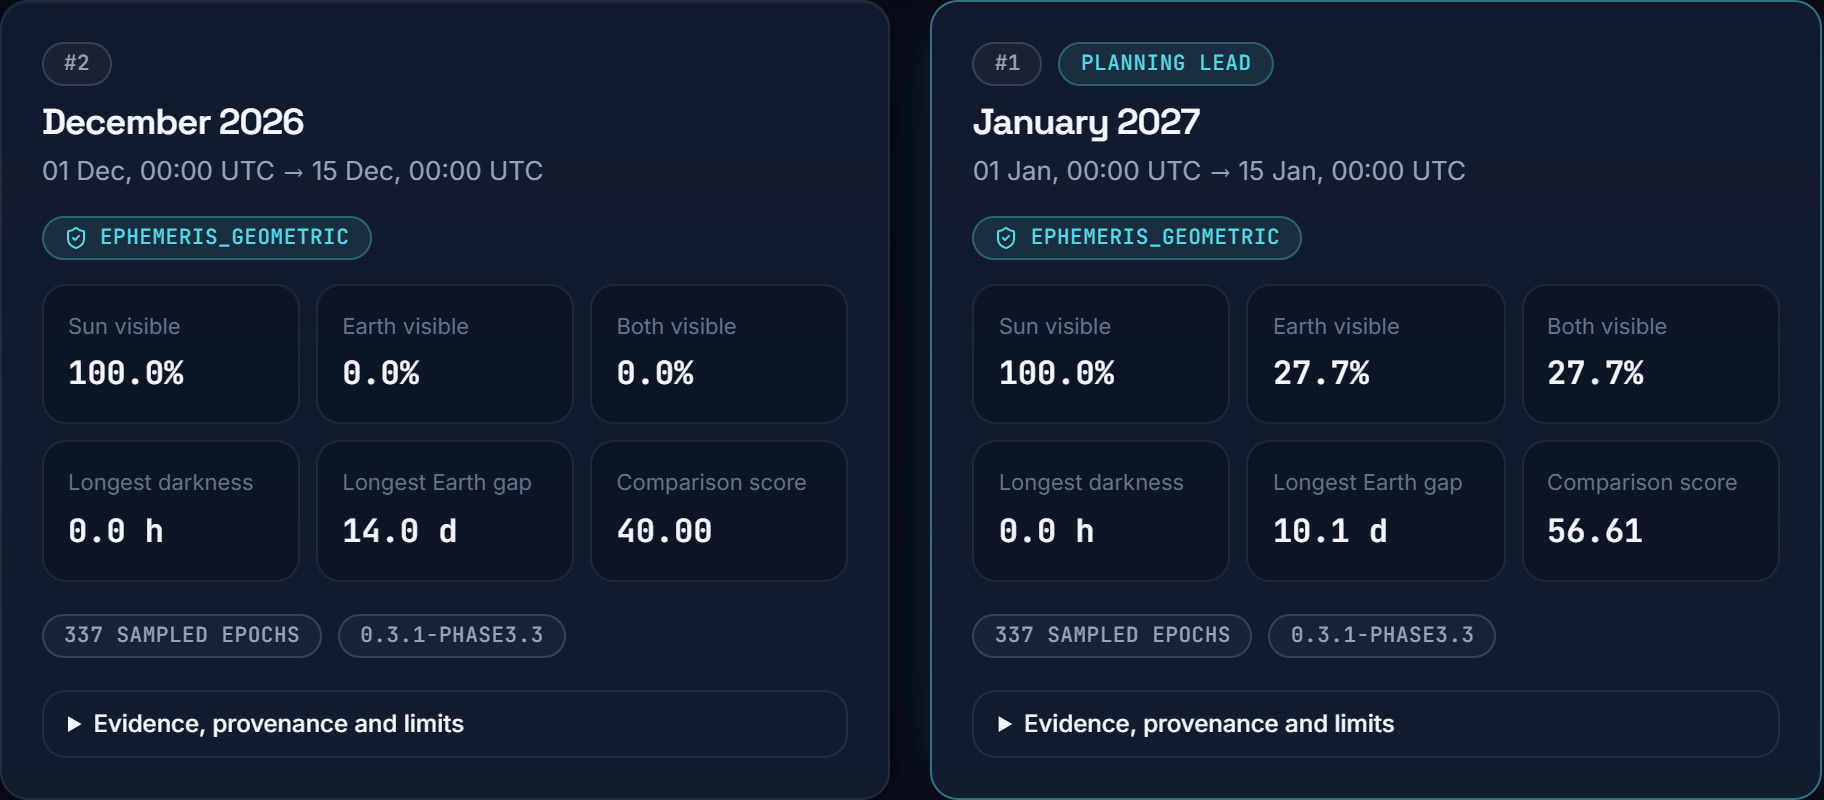 #2
December 2026
01 Dec, 00:00 UTC → 15 Dec, 00:00 UTC
EPHEMERIS_GEOMETRIC
Sun visible
100.0%
Earth visible
0.0%
Both visible
0.0%
Longest darkness
0.0 h
Longest Earth gap
14.0 d
Comparison score
40.00
337 SAMPLED EPOCHS
0.3.1-PHASE3.3
Evidence, provenance and limits
#1
PLANNING LEAD
January 2027
01 Jan, 00:00 UTC → 15 Jan, 00:00 UTC
EPHEMERIS_GEOMETRIC
Sun visible
100.0%
Earth visible
27.7%
Both visible
27.7%
Longest darkness
0.0 h
Longest Earth gap
10.1 d
Comparison score
56.61
337 SAMPLED EPOCHS
0.3.1-PHASE3.3
Evidence, provenance and limits